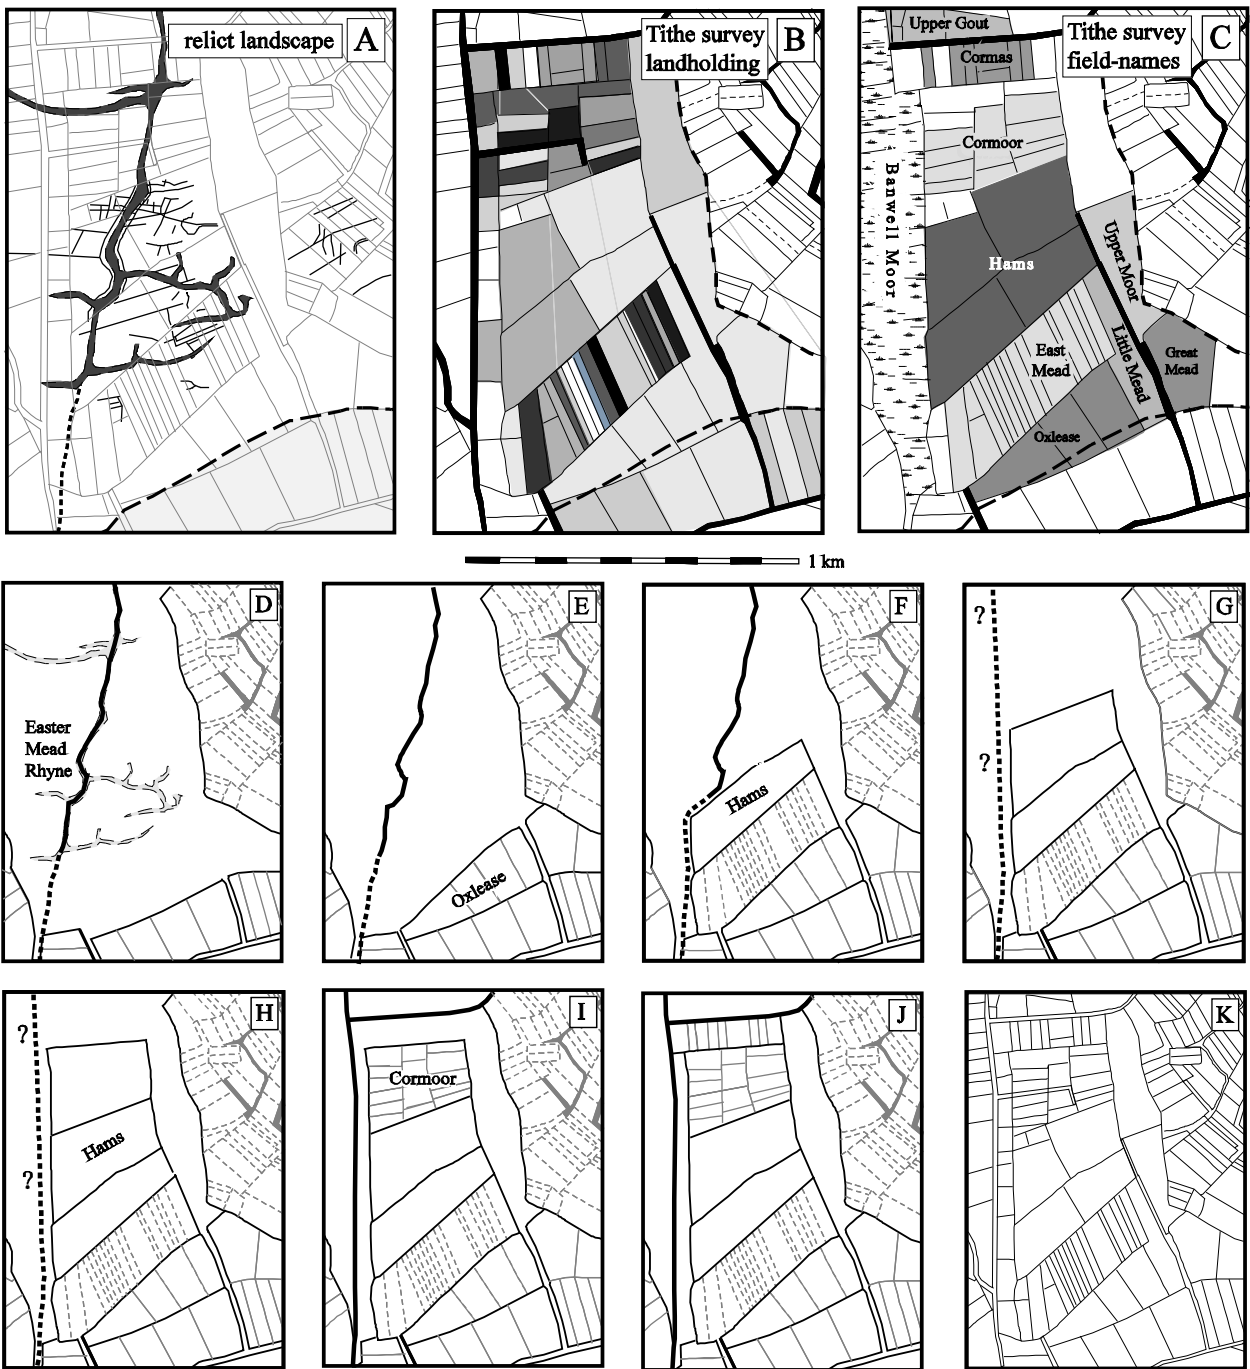 relict landscape
A
Tithe survey
landholding
B
Upper Gout
Cormas
Tithe survey
field-names
C
Cormoor
Banwell Moor
Hams
Upper Moor
East
Mead
Little Mead
Great
Mead
Oxlease
1 km
D
Easter
Mead
Rhyne
E
Oxlease
F
Hams
G
?
?
H
?
Hams
?
I
Cormoor
J
K